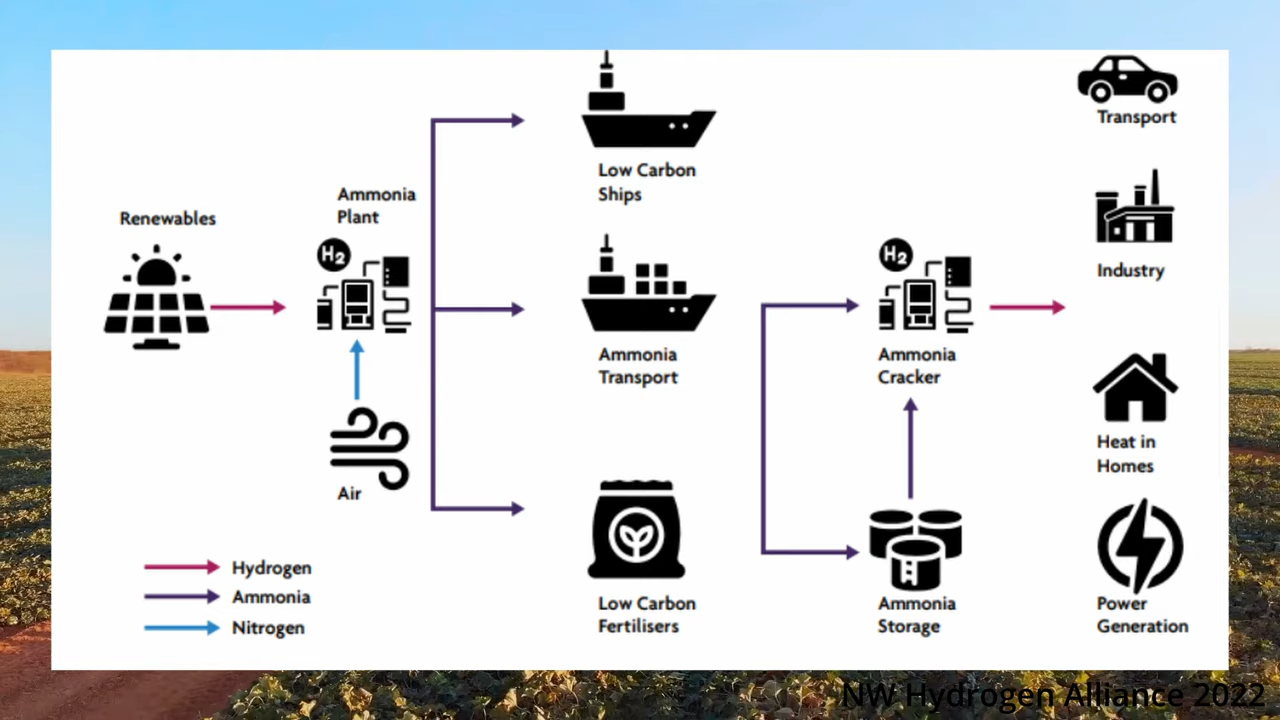 Transport
Low Carbon
Ships
Ammonia
Plant
Renewables
H2
H2
Industry
Ammonia
Transport
Ammonia
Cracker
Heat in
Homes
Air
Hydrogen
Ammonia
Nitrogen
Low Carbon
Fertilisers
Ammonia
Storage
Power
Generation
NW Hydrogen Alliance 2022